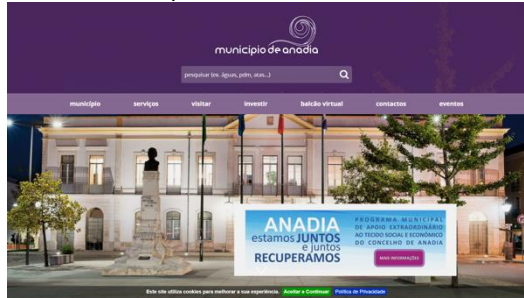 município de anadia
pesquisar (ex. águas, pdm, atas...)
município serviços visitar investir balcão virtual contactos eventos
ANADIA
estamos JUNTOS
e juntos
RECUPERAMOS
PROGRAMA MUNICIPAL
DE APOIO EXTRAORDINÁRIO
AO TECIDO SOCIAL E ECONÓMICO
DO CONCELHO DE ANADIA
MAIS INFORMAÇÕES
Este site utiliza cookies para melhorar a sua experiência. Aceitar e Continuar Política de Privacidade